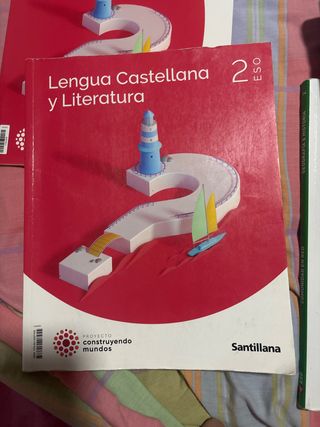 Lengua Castellana
y Literatura
2
ESO
PROYECTO
construyendo
mundos
Santillana